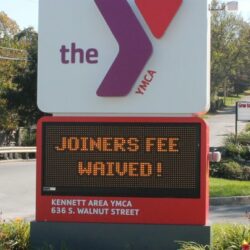 the
YMCA
JOINERS FEE
WAIVED!
KENNETT AREA YMCA
636 S. WALNUT STREET